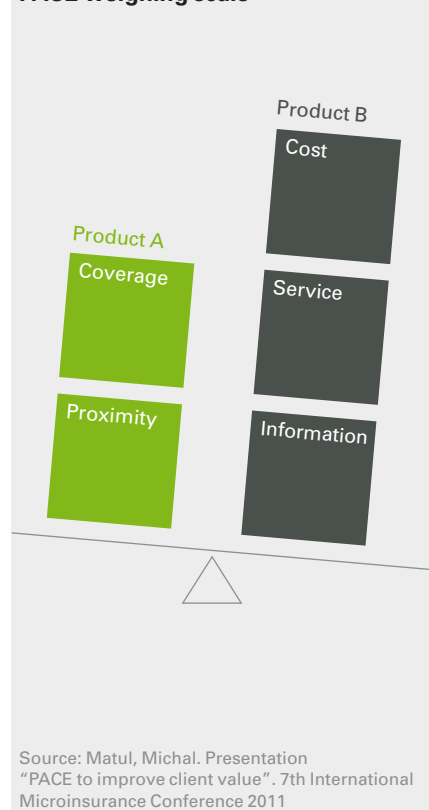 PACE weighing scale
Product B
Cost
Product A
Coverage
Service
Proximity
Information
Source: Matul, Michal. Presentation
“PACE to improve client value”. 7th International
Microinsurance Conference 2011